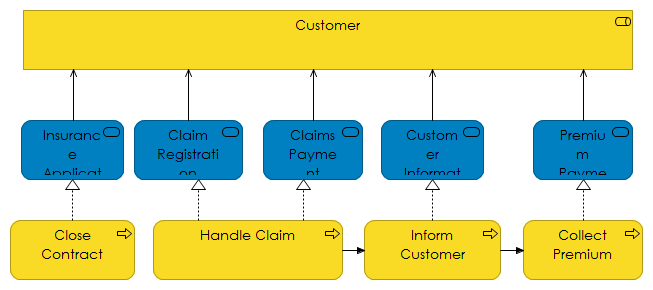 Customer
Insuranc
e
Applicat
Claim
Registrati
on
Claims
Payme
nt
Custom
er
Informat
Premiu
m
Payme
Close
Contract
Handle Claim
Inform
Customer
Collect
Premium